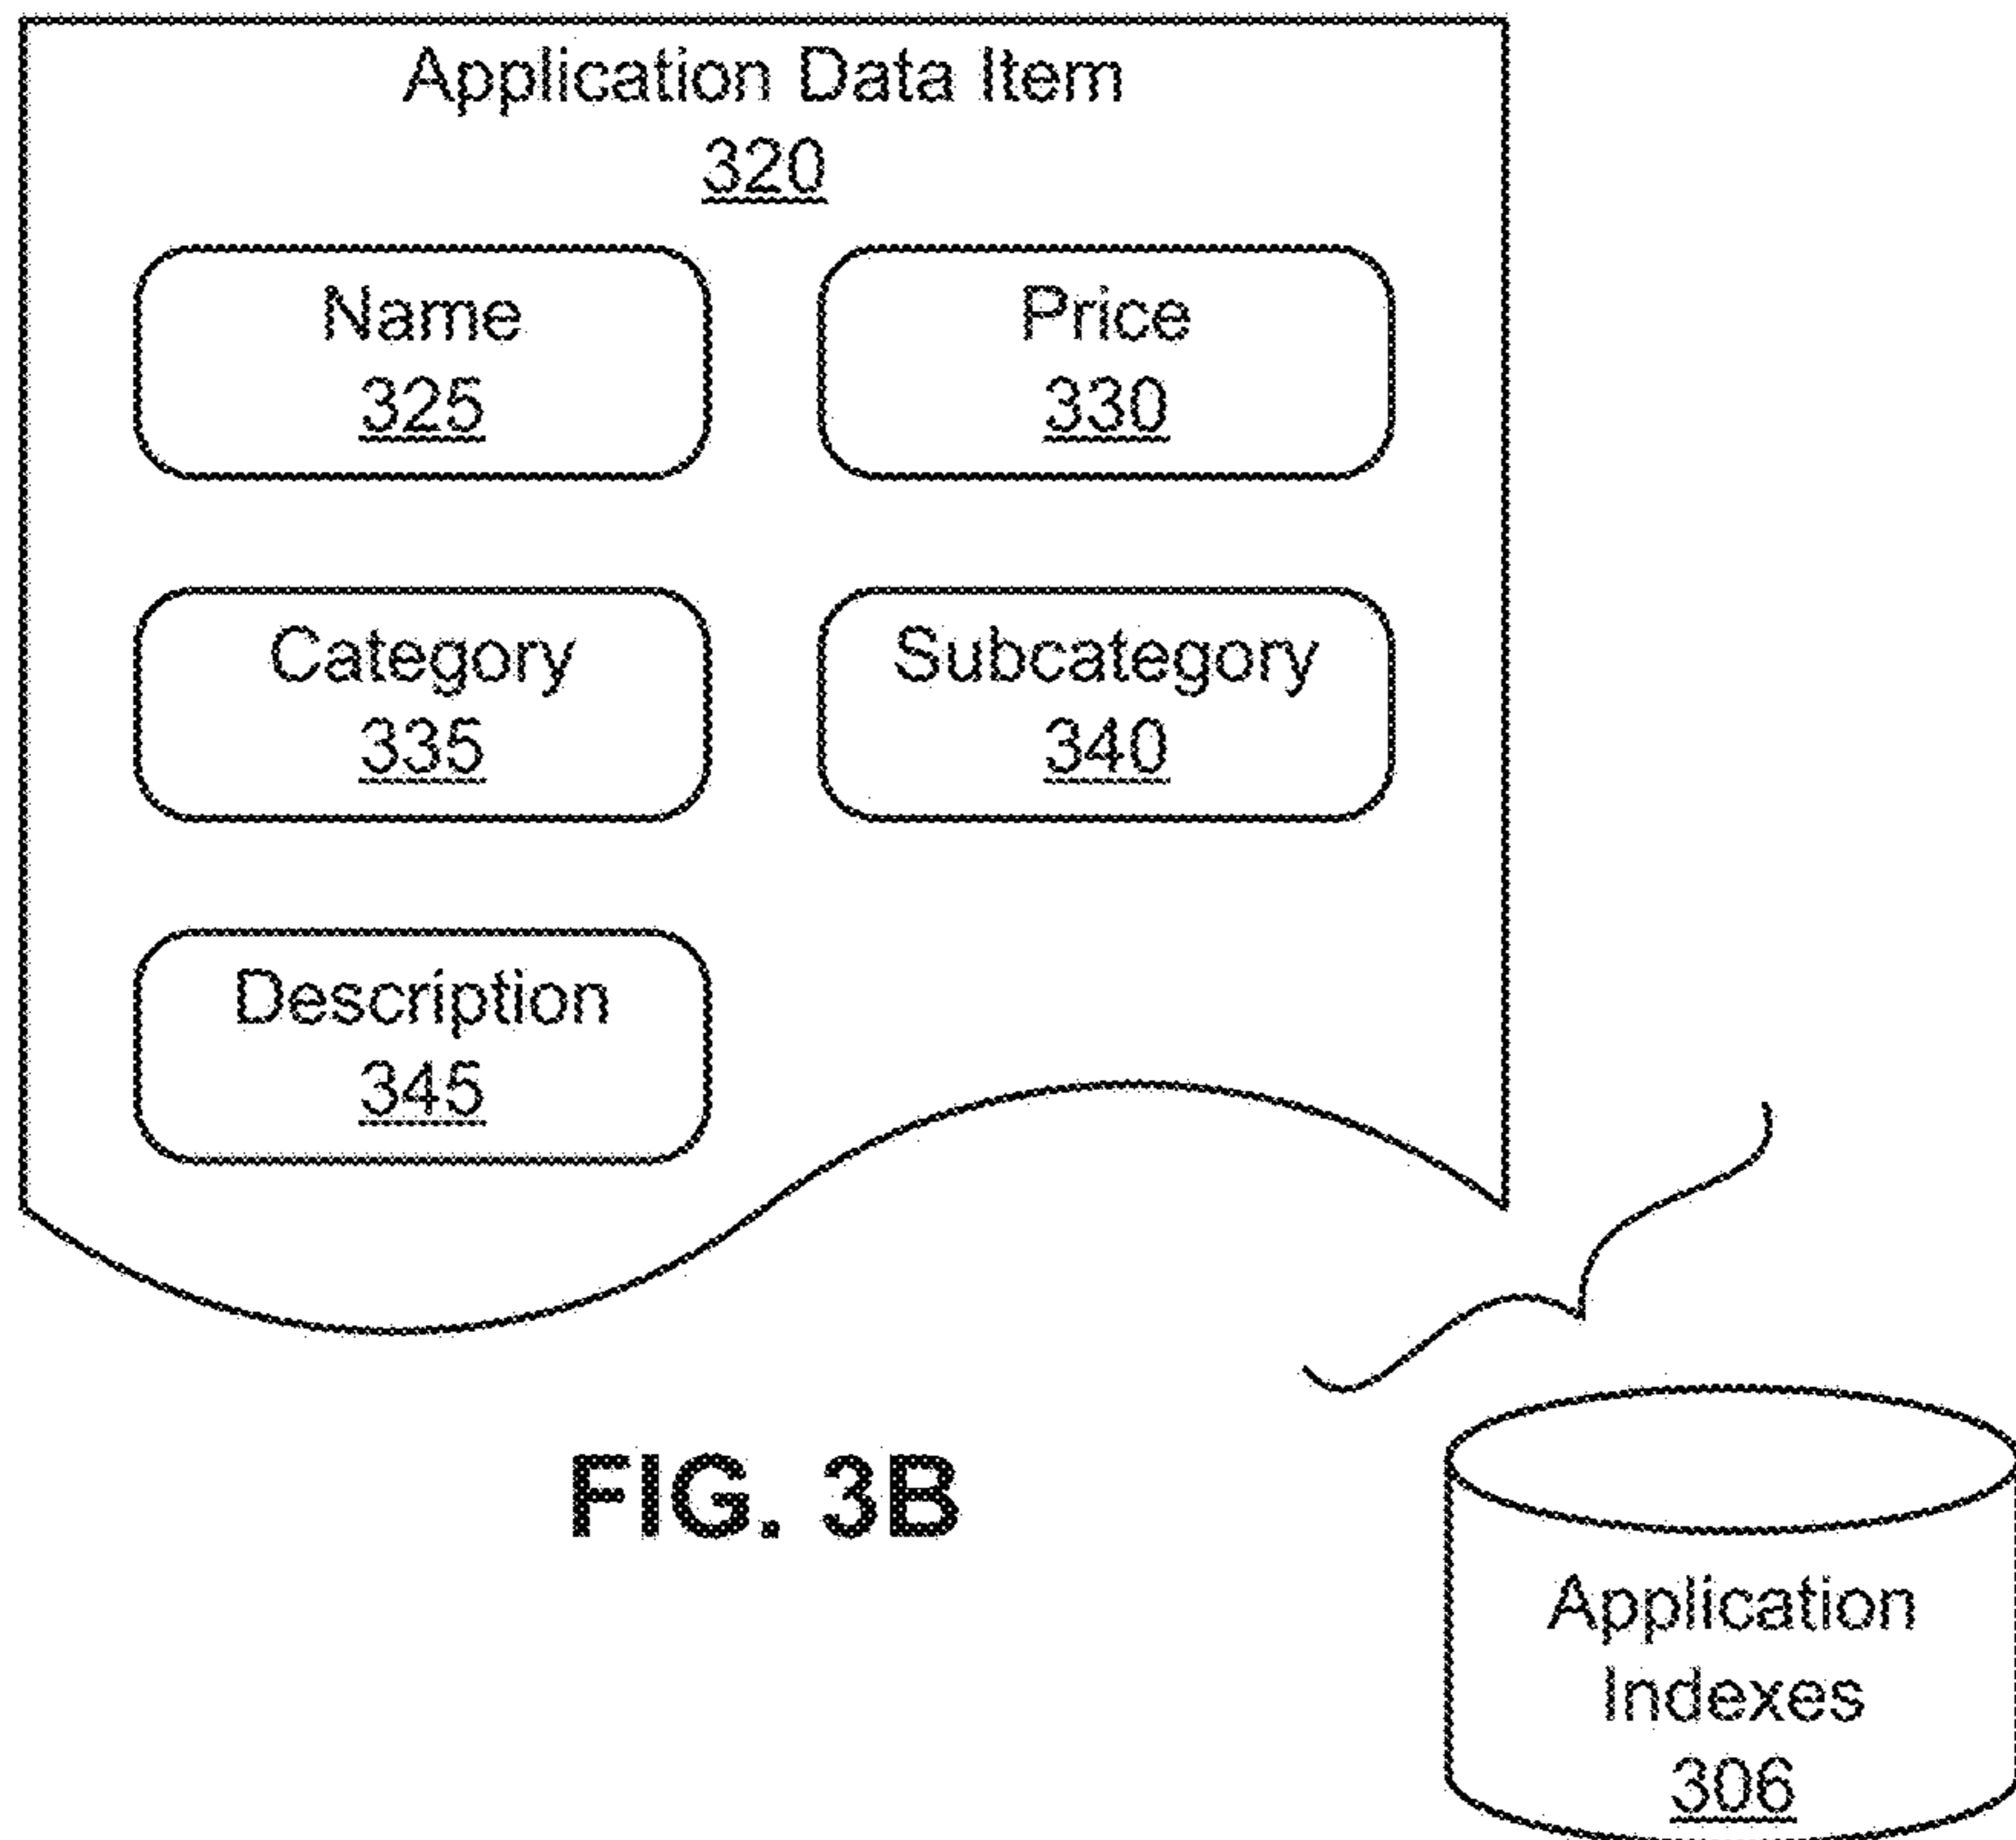 Application Data Item
320
Name
325
Price
330
Category
335
Subcategory
340
Description
345
FIG. 3B
Application
Indexes
306